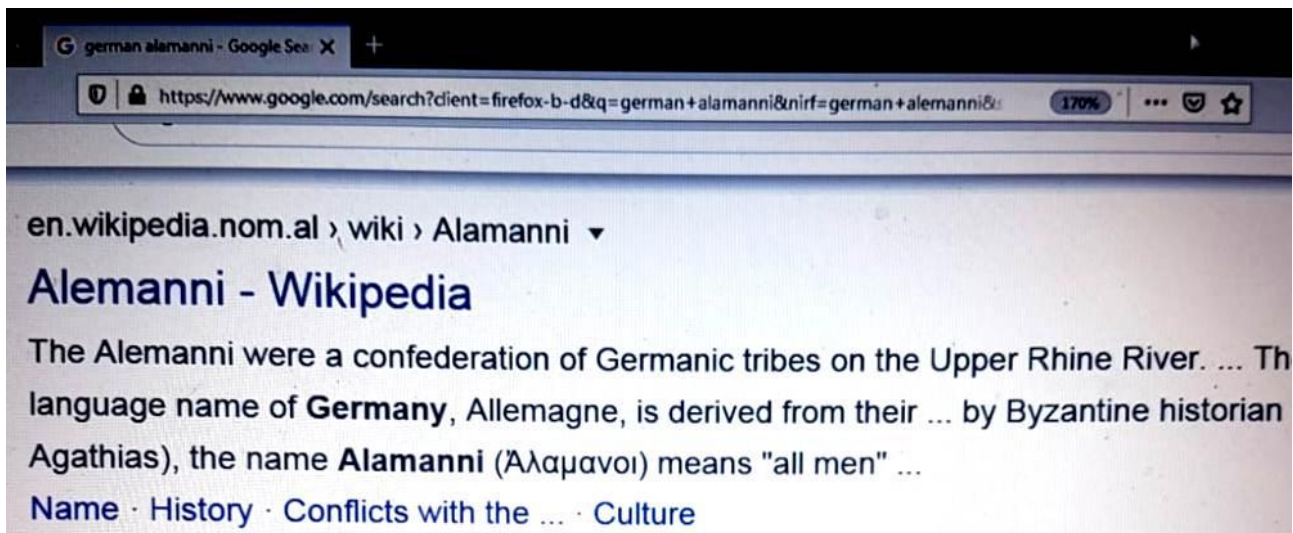 G german alamanni - Google Sea
https://www.google.com/search?client=firefox-b-d&q=german+alamanni&nirf=german+alemanni& 170%
en.wikipedia.nom.al › wiki › Alamanni
Alemanni - Wikipedia
The Alemanni were a confederation of Germanic tribes on the Upper Rhine River. ... Th
language name of Germany, Allemagne, is derived from their ... by Byzantine historian
Agathias), the name Alamanni (Ἀλαμανοι) means "all men" ...
Name · History · Conflicts with the ... · Culture